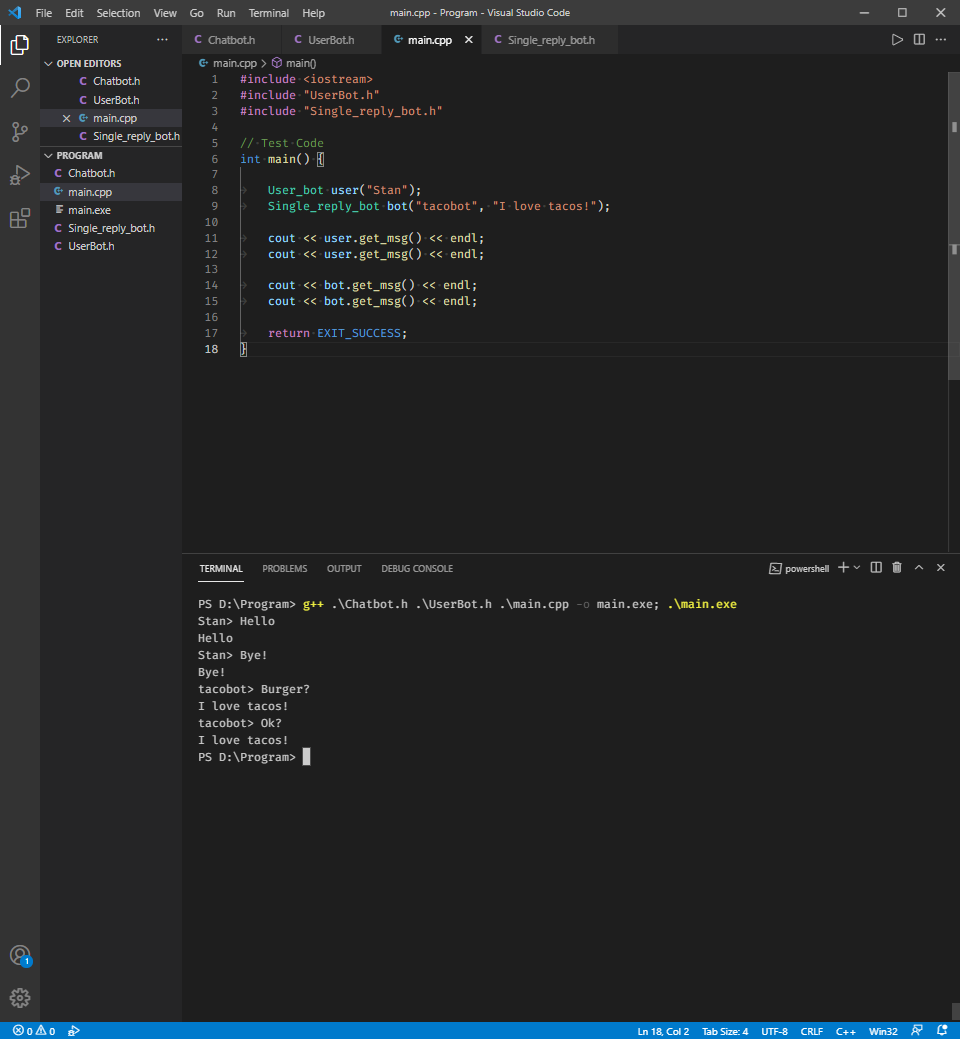 File Edit Selection View Go Run Terminal Help main.cpp - Program - Visual Studio Code
EXPLORER
Chatbot.h UserBot.h main.cpp Single_reply_bot.h
OPEN EDITORS
Chatbot.h
UserBot.h
main.cpp
Single_reply_bot.h
PROGRAM
Chatbot.h
main.cpp
main.exe
Single_reply_bot.h
UserBot.h
main.cpp > main()
1 #include <iostream>
2 #include "UserBot.h"
3 #include "Single_reply_bot.h"
4
5 // Test Code
6 int main() {
7
8 User_bot user("Stan");
9 Single_reply_bot bot("tacobot", "I love tacos!");
10
11 cout << user.get_msg() << endl;
12 cout << user.get_msg() << endl;
13
14 cout << bot.get_msg() << endl;
15 cout << bot.get_msg() << endl;
16
17 return EXIT_SUCCESS;
18 }
TERMINAL PROBLEMS OUTPUT DEBUG CONSOLE powershell
PS D:\Program> g++ .\Chatbot.h .\UserBot.h .\main.cpp -o main.exe; .\main.exe
Stan> Hello
Hello
Stan> Bye!
Bye!
tacobot> Burger?
I love tacos!
tacobot> Ok?
I love tacos!
PS D:\Program>
1
0 0 Ln 18, Col 2 Tab Size: 4 UTF-8 CRLF C++ Win32